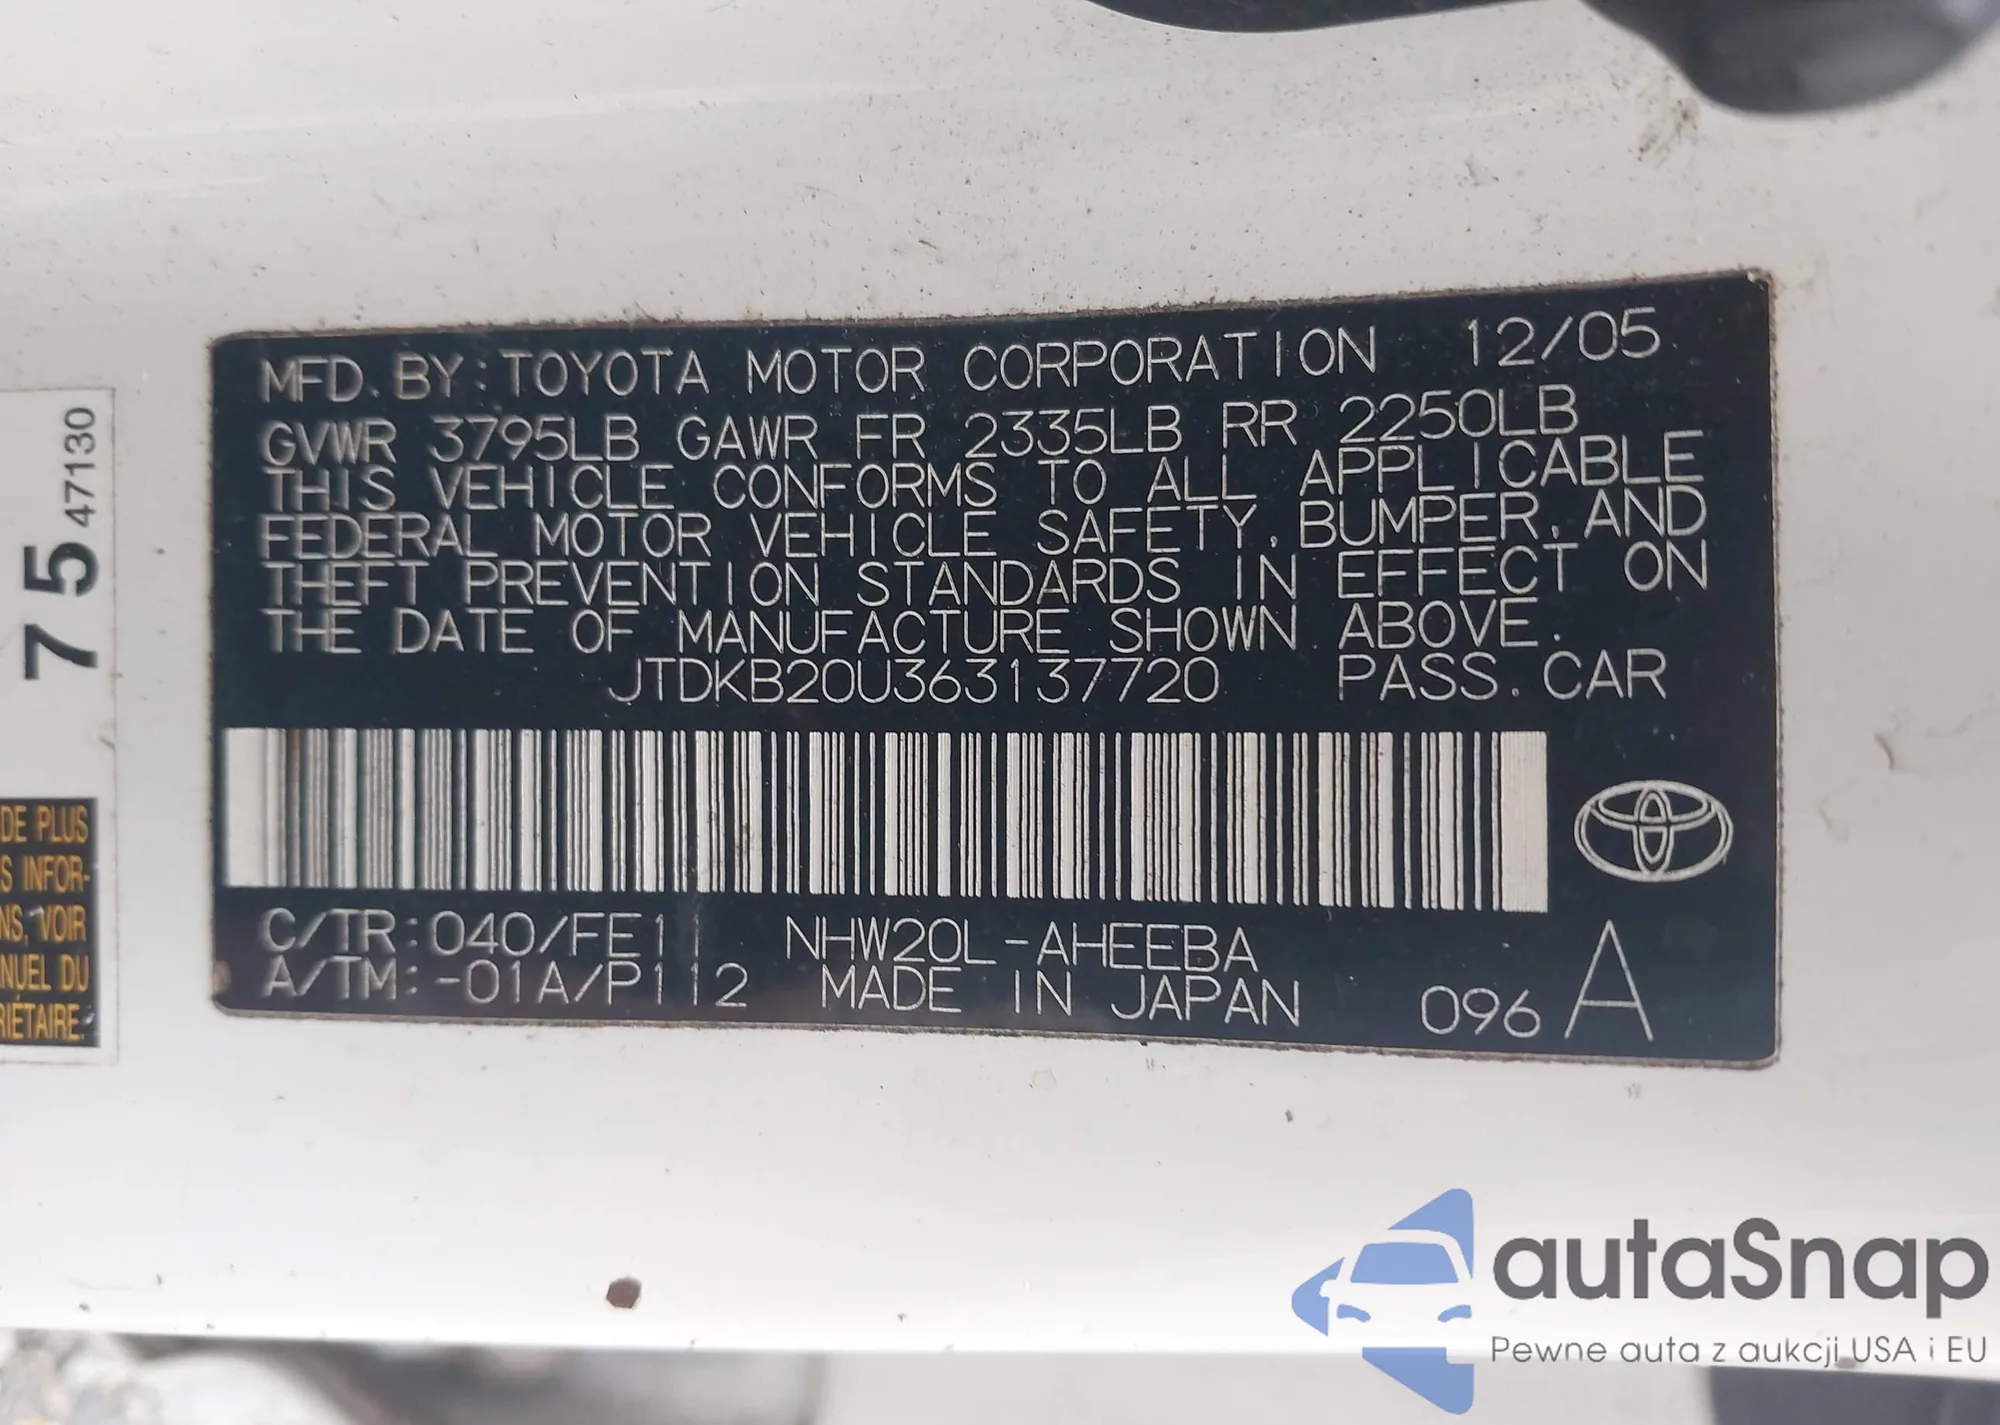 MFD. BY: TOYOTA MOTOR CORPORATION 12/05
GVWR 3795LB GAWR FR 2335LB RR 2250LB
THIS VEHICLE CONFORMS TO ALL APPLICABLE
FEDERAL MOTOR VEHICLE SAFETY, BUMPER, AND
THEFT PREVENTION STANDARDS IN EFFECT ON
THE DATE OF MANUFACTURE SHOWN ABOVE.
JTDKB20U363137720 PASS. CAR
C/TR: 040/FE11 NHW20L-AHEEBA
A/TM: -01A/P112 MADE IN JAPAN 096 A
75 47130
DE PLUS
INFOR-
VOIR
DU
autaSnap
Pewne auta z aukcji USA i EU